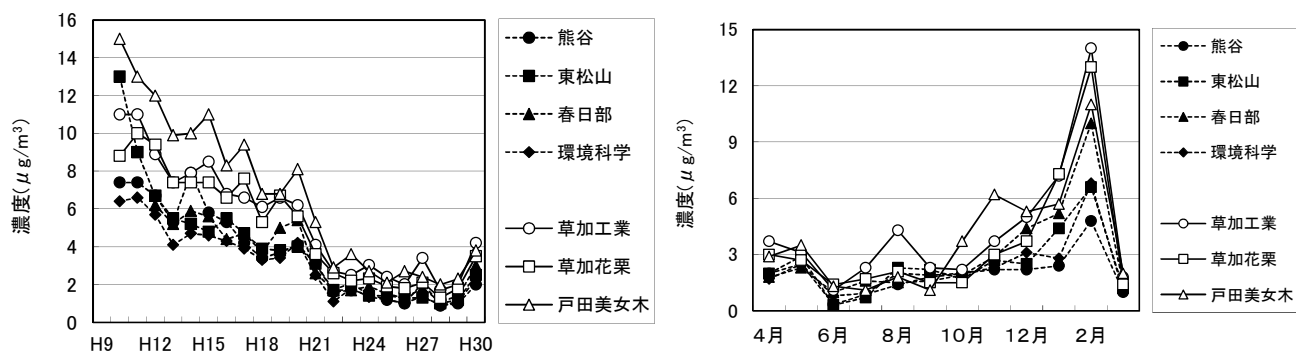 16
14
12
10
8
6
4
2
0
濃度(μg/m³)
H9 H12 H15 H18 H21 H24 H27 H30
熊谷
東松山
春日部
環境科学
草加工業
草加花栗
戸田美女木
15
12
9
6
3
0
濃度(μg/m³)
4月 6月 8月 10月 12月 2月
熊谷
東松山
春日部
環境科学
草加工業
草加花栗
戸田美女木